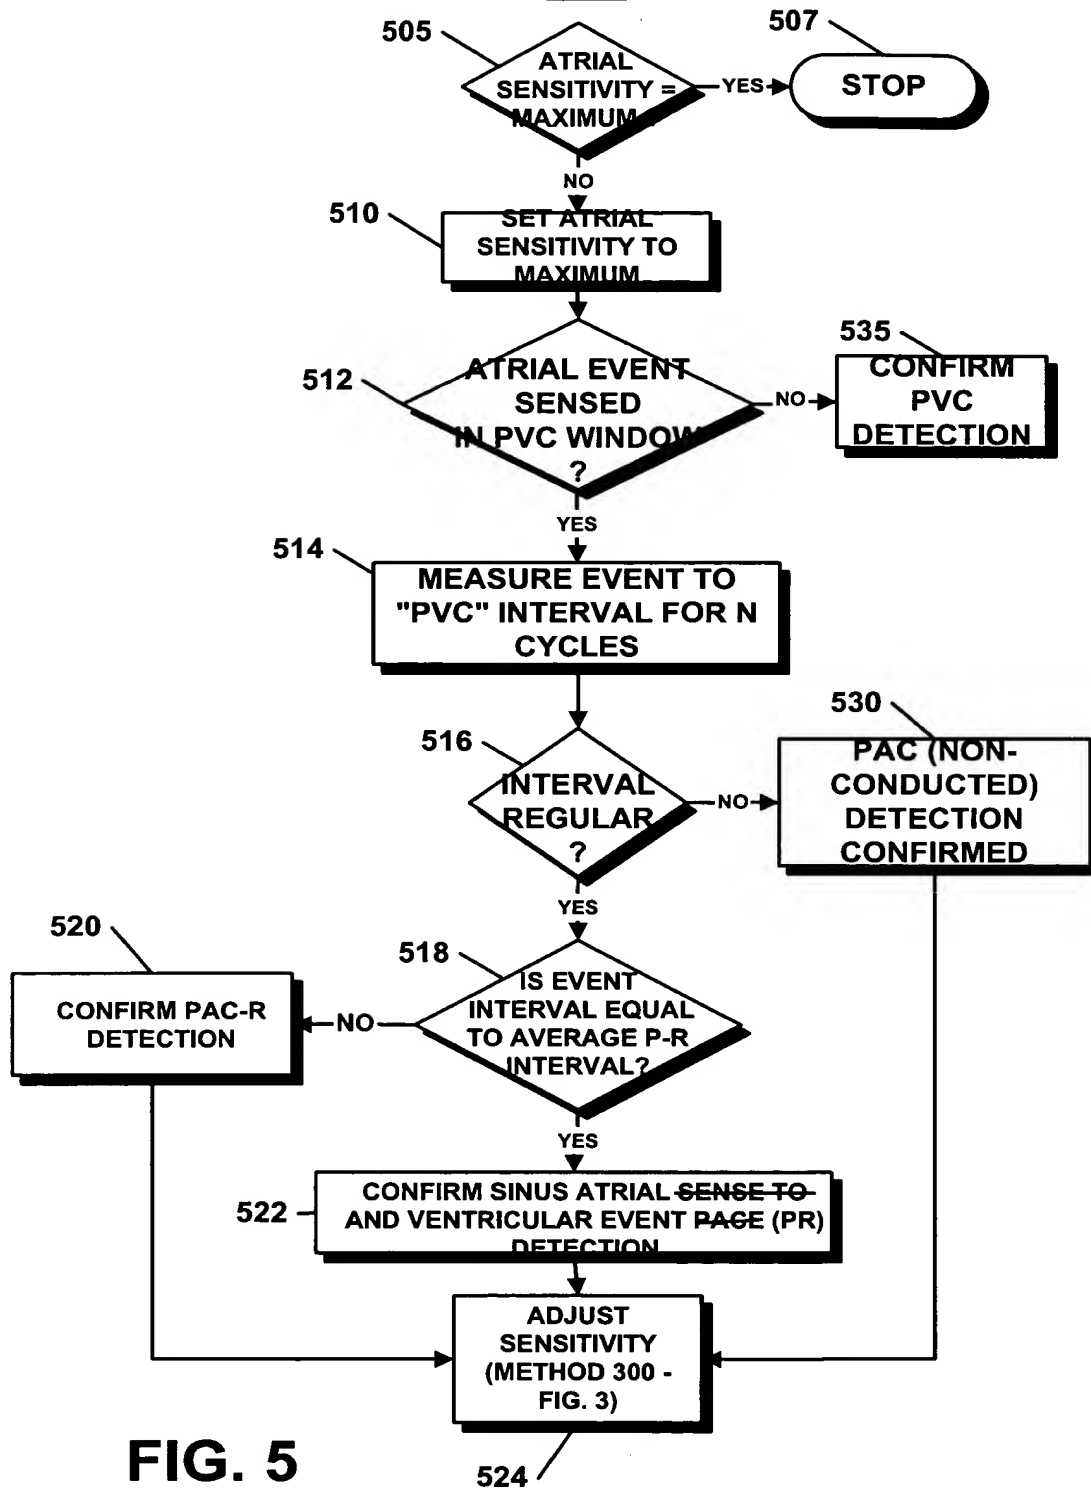 505
507
ATRIAL
SENSITIVITY =
MAXIMUM
YES
STOP
NO
510
SET ATRIAL
SENSITIVITY TO
MAXIMUM
512
ATRIAL EVENT
SENSED
IN PVC WINDOW
?
NO
535
CONFIRM
PVC
DETECTION
YES
514
MEASURE EVENT TO
"PVC" INTERVAL FOR N
CYCLES
516
INTERVAL
REGULAR
?
NO
530
PAC (NON-
CONDUCTED)
DETECTION
CONFIRMED
YES
520
CONFIRM PAC-R
DETECTION
NO
518
IS EVENT
INTERVAL EQUAL
TO AVERAGE P-R
INTERVAL?
YES
522
CONFIRM SINUS ATRIAL SENSE TO
AND VENTRICULAR EVENT PACE (PR)
DETECTION
ADJUST
SENSITIVITY
(METHOD 300 -
FIG. 3)
524
FIG. 5